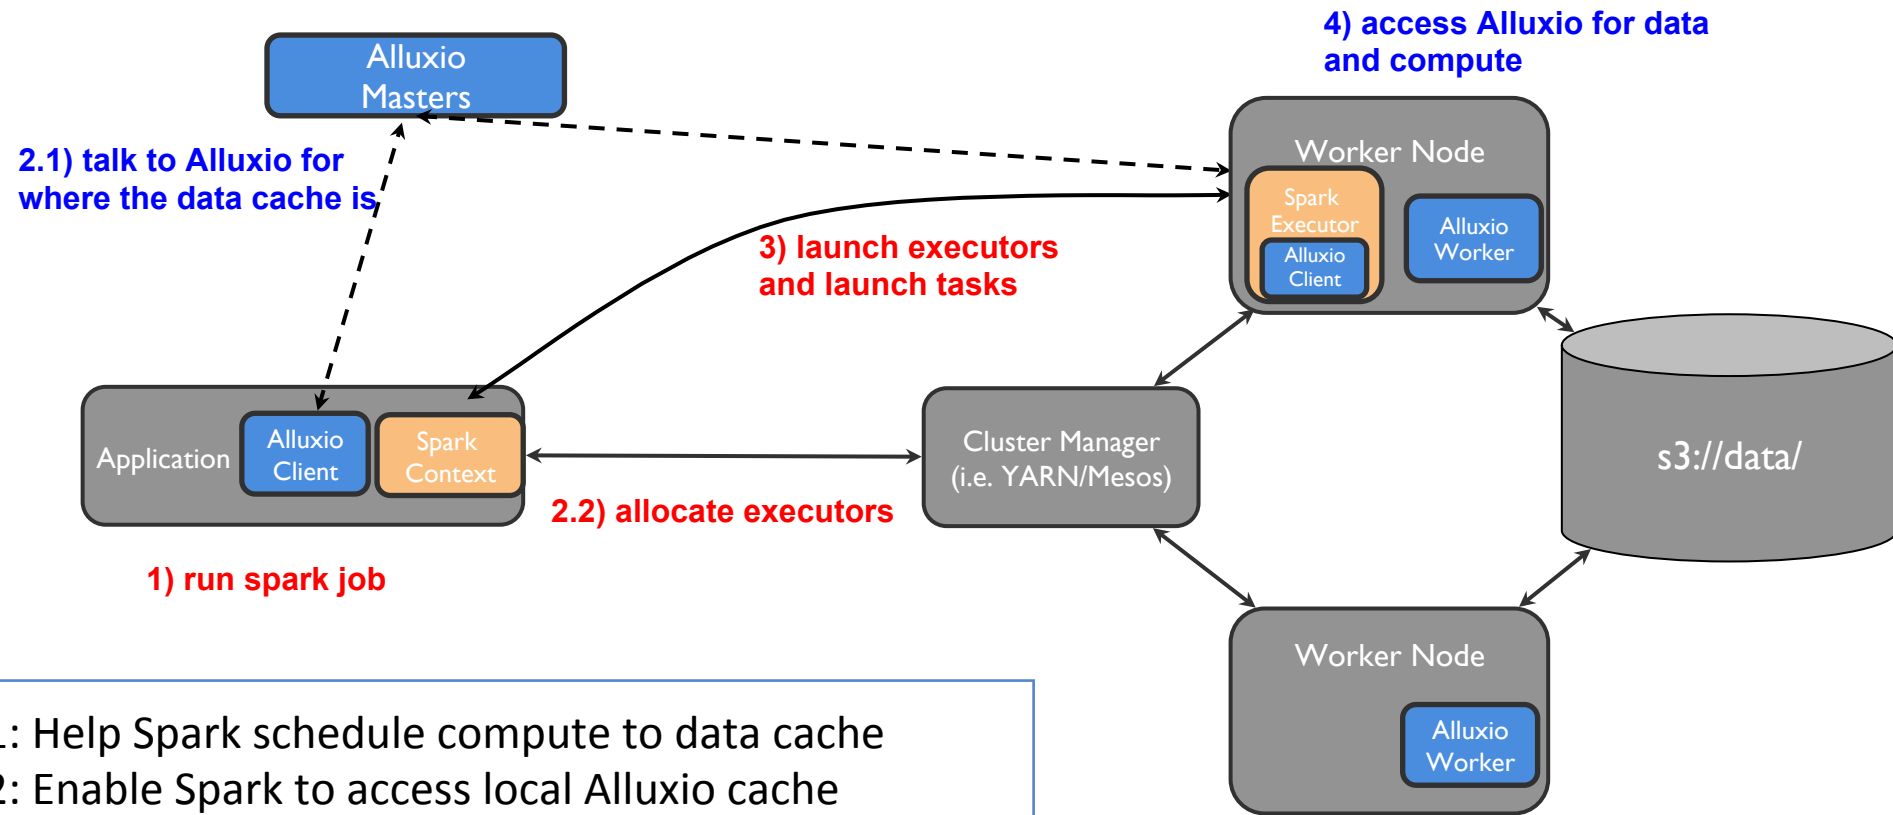 4) access Alluxio for data
and compute
Alluxio
Masters
2.1) talk to Alluxio for
where the data cache is
Worker Node
Spark
Executor
Alluxio
Client
Alluxio
Worker
3) launch executors
and launch tasks
Application
Alluxio
Client
Spark
Context
Cluster Manager
(i.e. YARN/Mesos)
s3://data/
2.2) allocate executors
1) run spark job
Worker Node
Alluxio
Worker
1: Help Spark schedule compute to data cache
2: Enable Spark to access local Alluxio cache